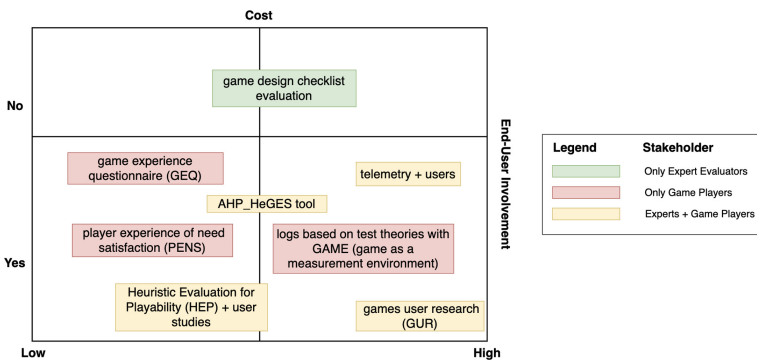 Cost
No
game design checklist
evaluation
End-User Involvement
game experience
questionnaire (GEQ)
telemetry + users
AHP_HeGES tool
player experience of need
satisfaction (PENS)
logs based on test theories with
GAME (game as a
measurement environment)
Yes
Heuristic Evaluation for
Playability (HEP) + user
studies
games user research
(GUR)
Low
High
Legend
Stakeholder
Only Expert Evaluators
Only Game Players
Experts + Game Players